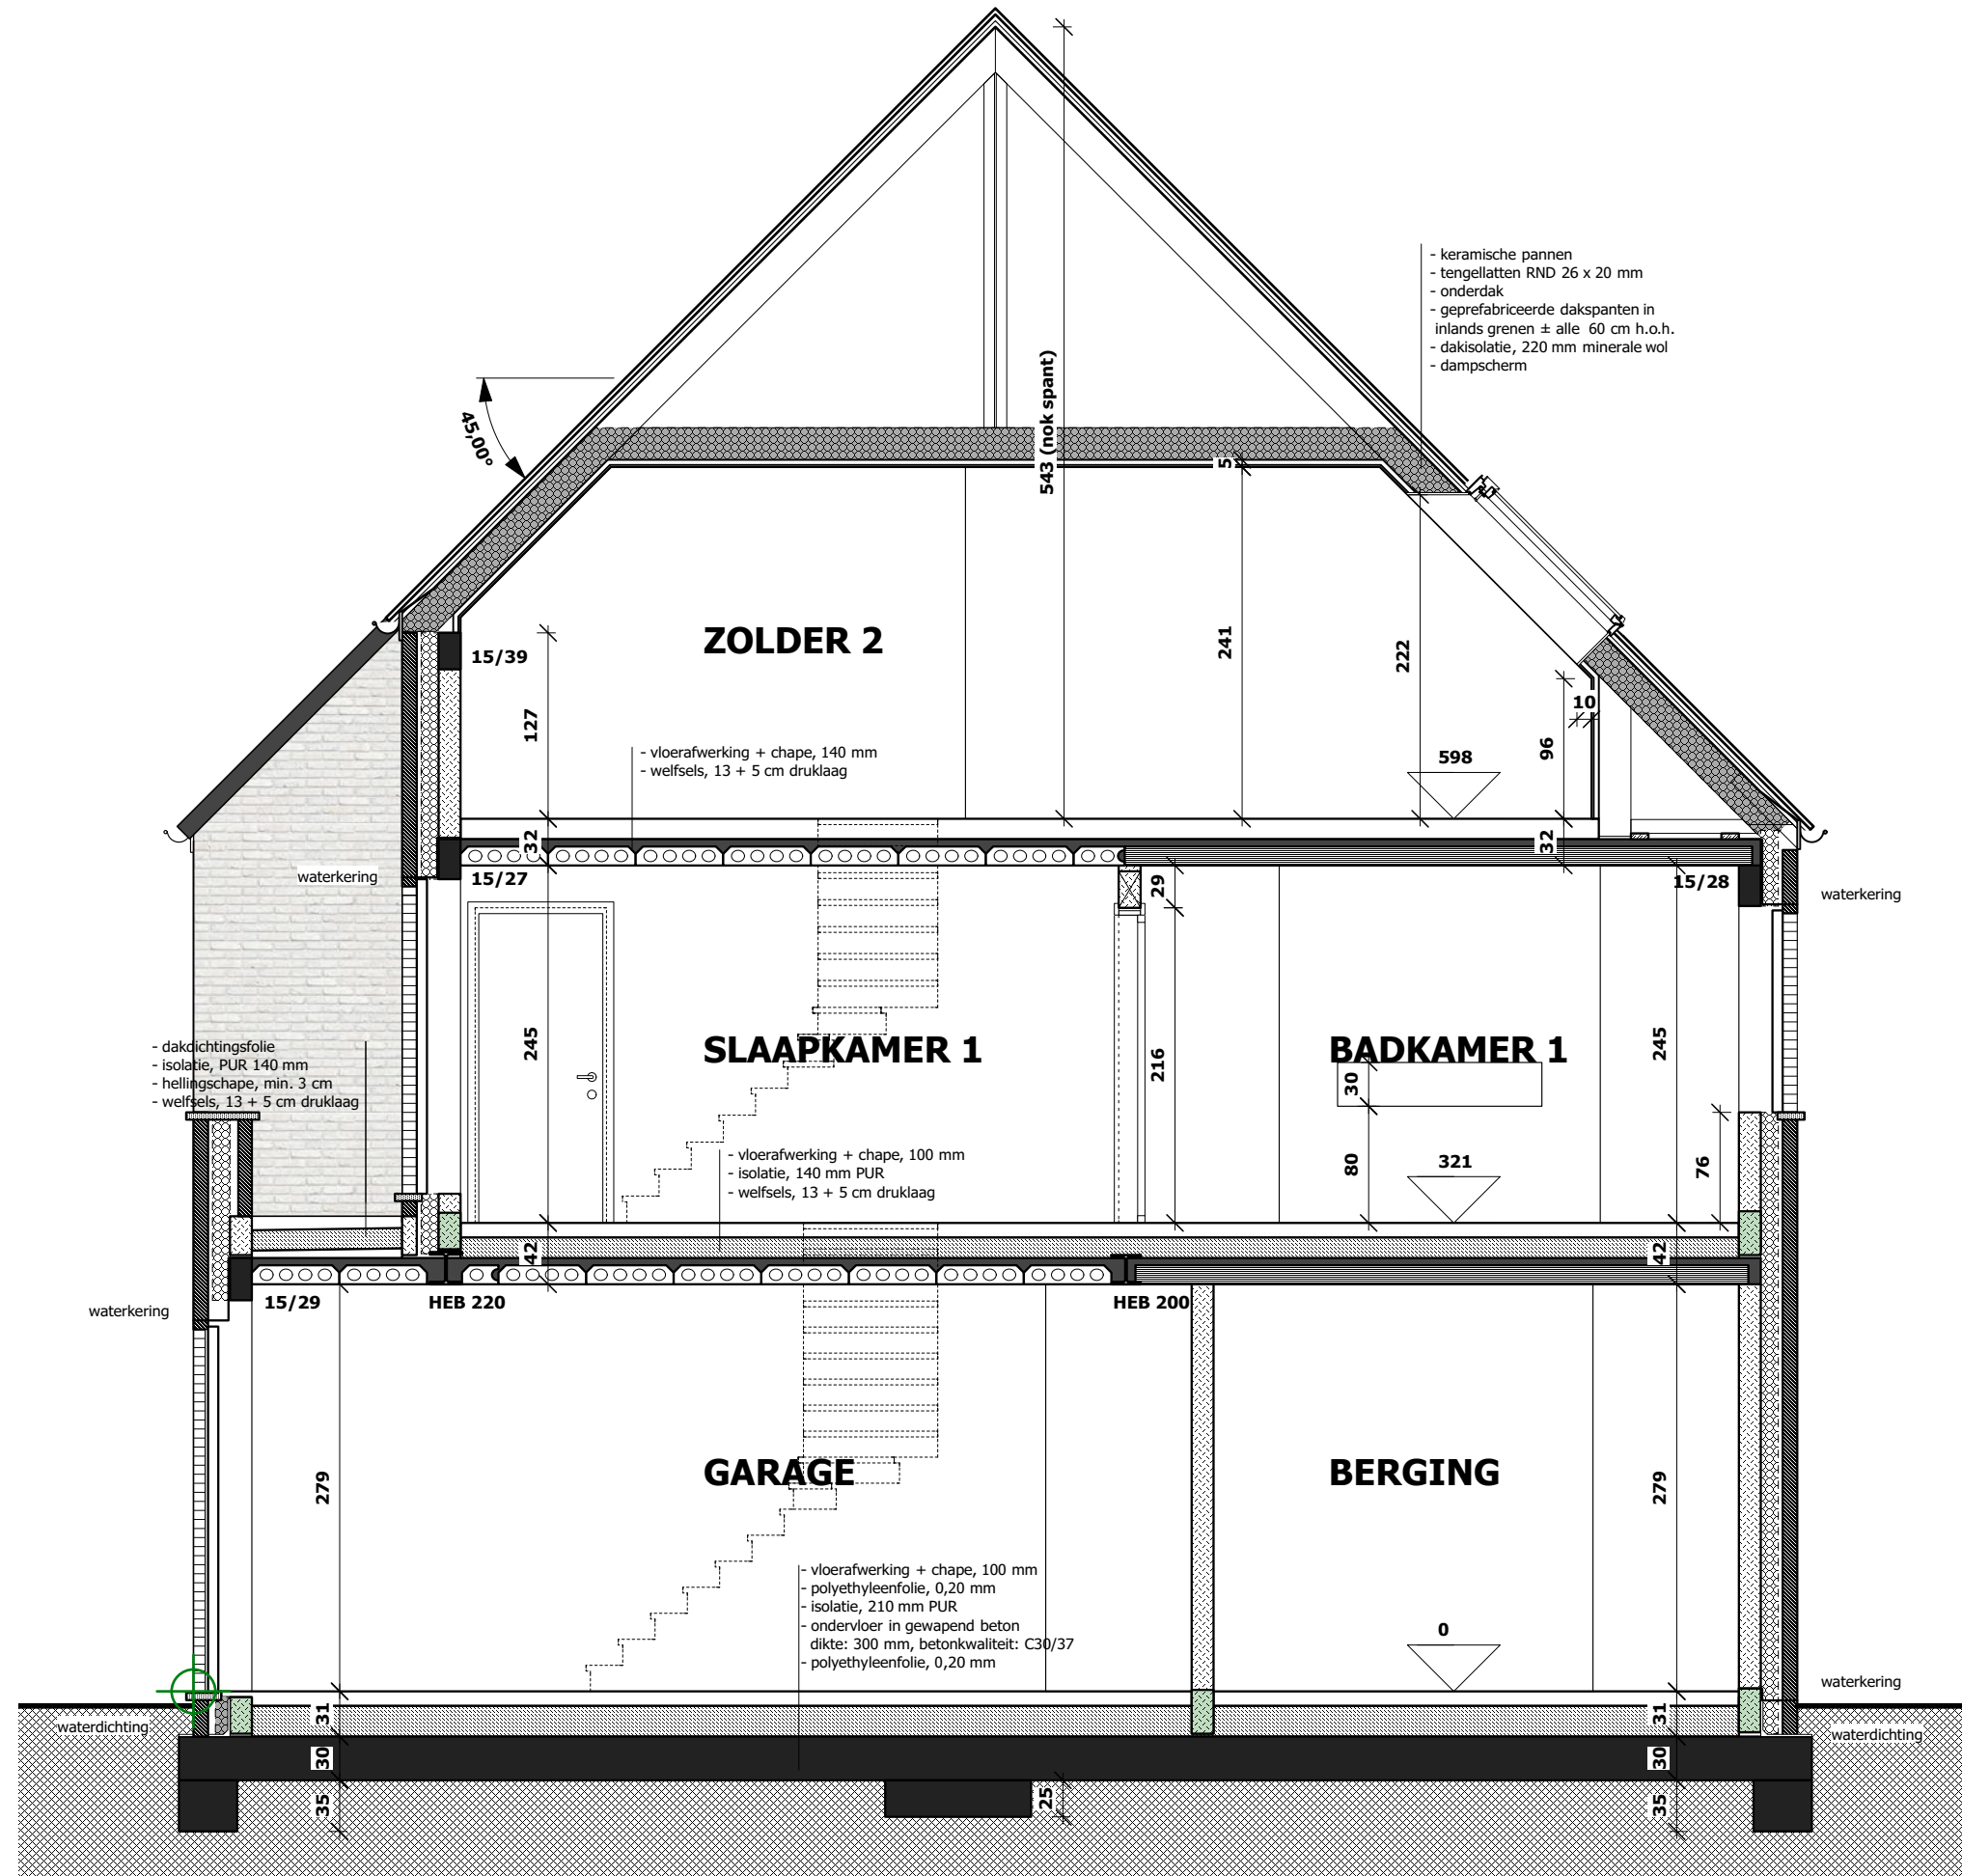 - keramische pannen
- tengellatten RND 26 x 20 mm
- onderdak
- geprefabriceerde dakspanten in
inlands grenen ± alle 60 cm h.o.h.
- dakisolatie, 220 mm minerale wol
- dampscherm
543 (nok spant)
45,00°
5
ZOLDER 2
15/39
241
222
127
10
96
- vloerafwerking + chape, 140 mm
- welfsels, 13 + 5 cm druklaag
598
32
32
waterkering
15/27
29
15/28
waterkering
245
SLAAPKAMER 1
216
BADKAMER 1
245
- dakdichtingsfolie
- isolatie, PUR 140 mm
- hellingschape, min. 3 cm
- welfsels, 13 + 5 cm druklaag
30
80
321
76
- vloerafwerking + chape, 100 mm
- isolatie, 140 mm PUR
- welfsels, 13 + 5 cm druklaag
42
42
waterkering
15/29
HEB 220
HEB 200
279
GARAGE
BERGING
279
- vloerafwerking + chape, 100 mm
- polyethyleenfolie, 0,20 mm
- isolatie, 210 mm PUR
- ondervloer in gewapend beton
dikte: 300 mm, betonkwaliteit: C30/37
- polyethyleenfolie, 0,20 mm
0
waterkering
31
31
waterdichting
waterdichting
30
30
35
25
35